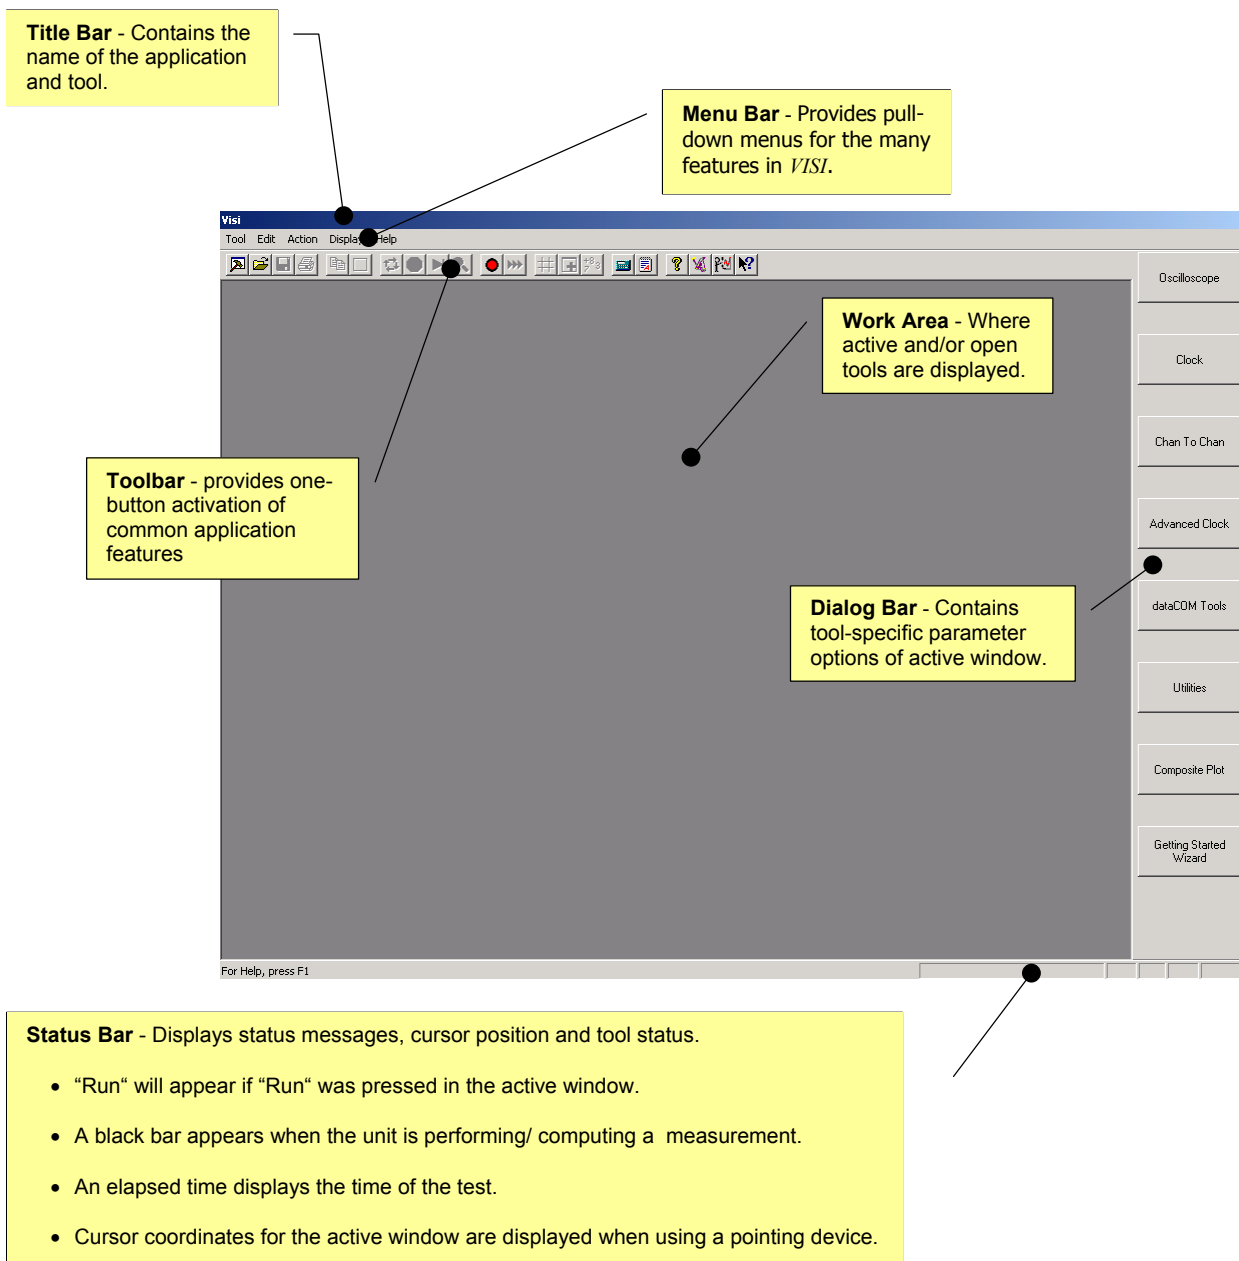 Title Bar - Contains the
name of the application
and tool.
Menu Bar - Provides pull-
down menus for the many
features in VISI.
Visi
Tool Edit Action Display Help
Oscilloscope
Work Area - Where
active and/or open
tools are displayed.
Clock
Chan To Chan
Toolbar - provides one-
button activation of
common application
features
Advanced Clock
Dialog Bar - Contains
tool-specific parameter
options of active window.
dataCOM Tools
Utilities
Composite Plot
Getting Started
Wizard
For Help, press F1
Status Bar - Displays status messages, cursor position and tool status.
• “Run“ will appear if “Run“ was pressed in the active window.
• A black bar appears when the unit is performing/ computing a  measurement.
• An elapsed time displays the time of the test.
• Cursor coordinates for the active window are displayed when using a pointing device.